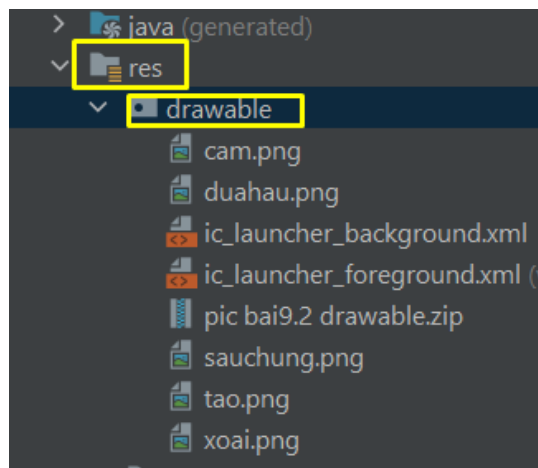 java (generated)
res
drawable
cam.png
duahau.png
ic_launcher_background.xml
ic_launcher_foreground.xml (
pic bai9.2 drawable.zip
sauchung.png
tao.png
xoai.png